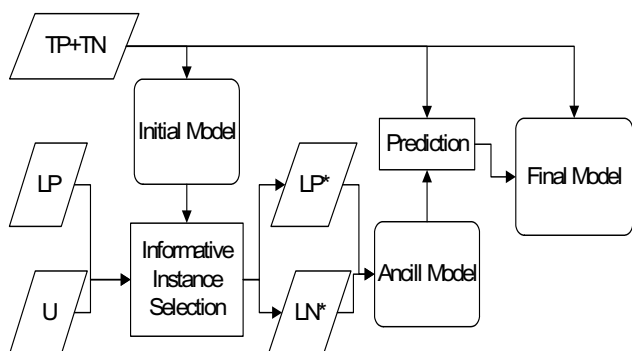 TP+TN
Initial Model
Prediction
Final Model
LP
LP*
Informative
Instance
Selection
Ancill Model
U
LN*